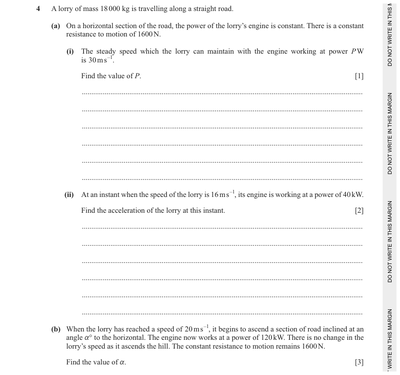 4 A lorry of mass 18 000 kg is travelling along a straight road.
(a) On a horizontal section of the road, the power of the lorry's engine is constant. There is a constant
resistance to motion of 1600 N.
(i) The steady speed which the lorry can maintain with the engine working at power P W
is 30 m s⁻¹.
Find the value of P. [1]
(ii) At an instant when the speed of the lorry is 16 m s⁻¹, its engine is working at a power of 40 kW.
Find the acceleration of the lorry at this instant. [2]
(b) When the lorry has reached a speed of 20 m s⁻¹, it begins to ascend a section of road inclined at an
angle α° to the horizontal. The engine now works at a power of 120 kW. There is no change in the
lorry's speed as it ascends the hill. The constant resistance to motion remains 1600 N.
Find the value of α. [3]
DO NOT WRITE IN THIS M
DO NOT WRITE IN THIS MARGIN
DO NOT WRITE IN THIS MARGIN
WRITE IN THIS MARGIN